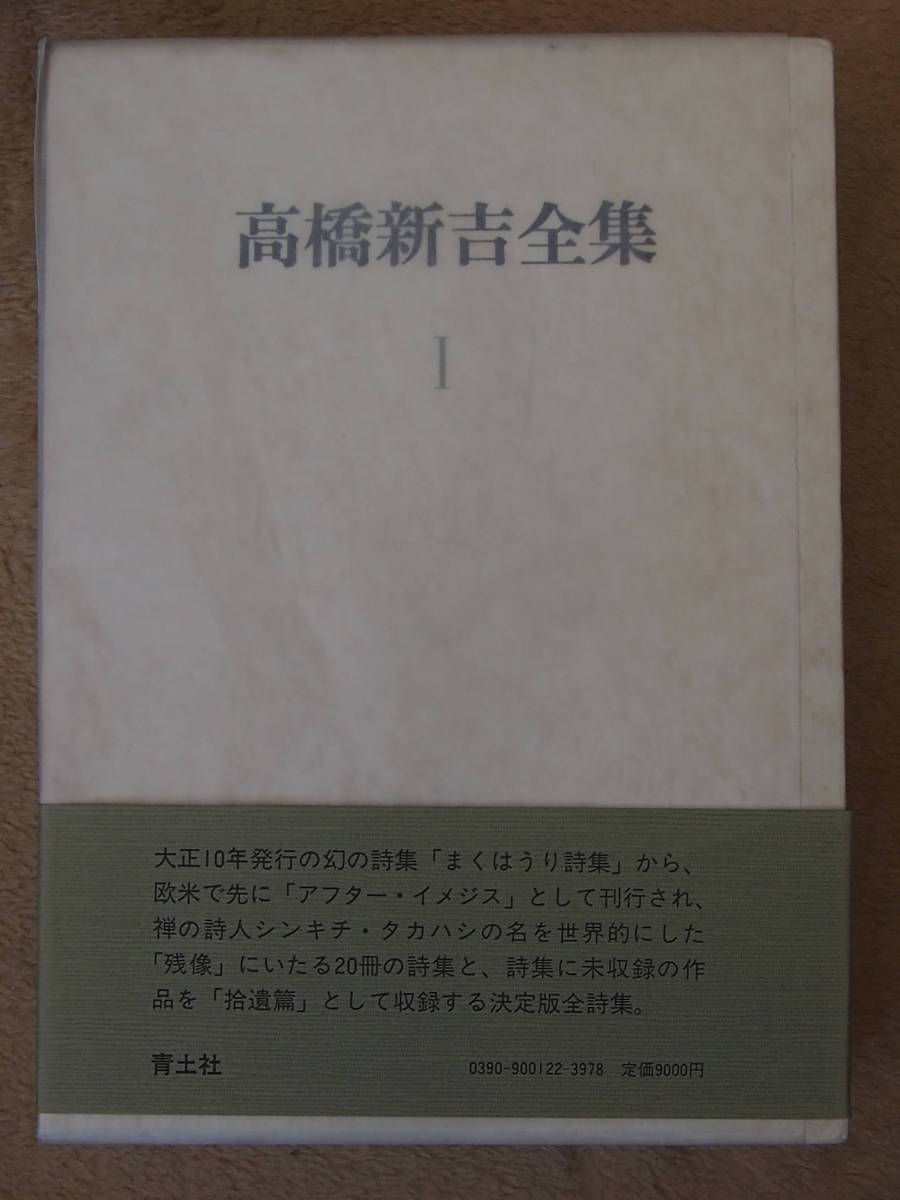 高橋新吉全集
I
大正10年発行の幻の詩集「まくはうり詩集」から、
欧米で先に「アフター・イメジス」として刊行され、
禅の詩人シンキチ・タカハシの名を世界的にした
「残像」にいたる20冊の詩集と、詩集に未収録の作
品を「拾遺篇」として収録する決定版全詩集。
青土社
0390-900122-3978 定価9000円